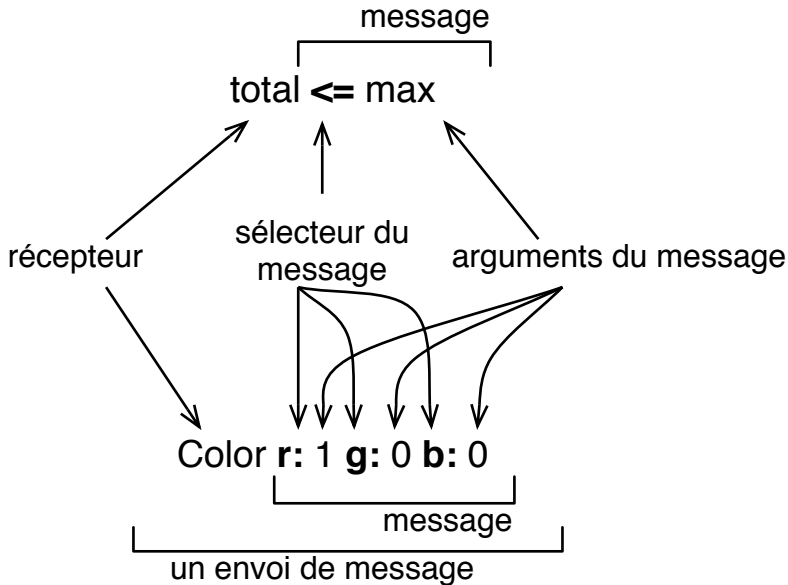 message
total <= max
récepteur
sélecteur du
message
arguments du message
Color r: 1 g: 0 b: 0
message
un envoi de message